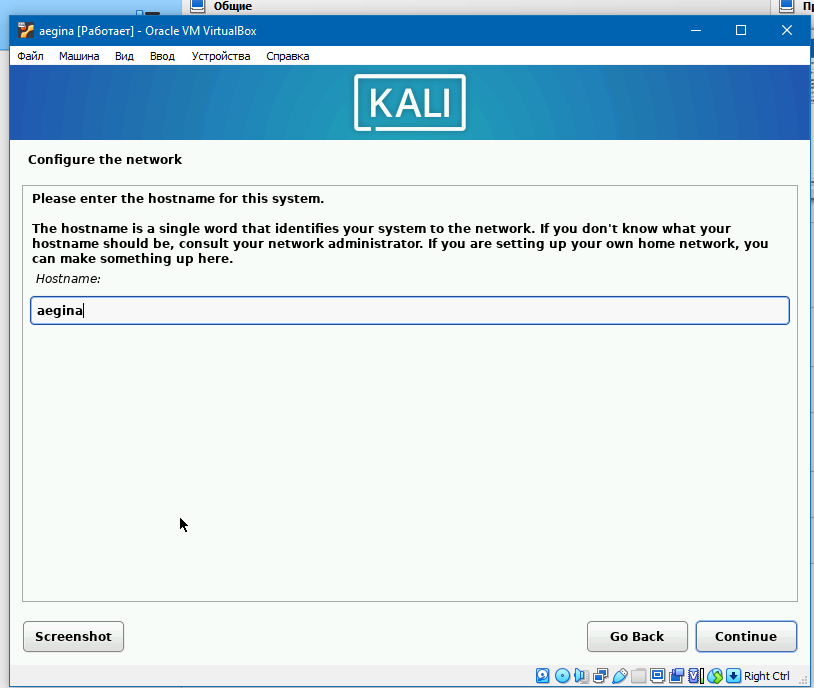 Общие
aegina [Работает] - Oracle VM VirtualBox
Файл Машина Вид Ввод Устройства Справка
KALI
Configure the network
Please enter the hostname for this system.
The hostname is a single word that identifies your system to the network. If you don't know what your
hostname should be, consult your network administrator. If you are setting up your own home network, you
can make something up here.
Hostname:
aegina
Screenshot Go Back Continue
Right Ctrl